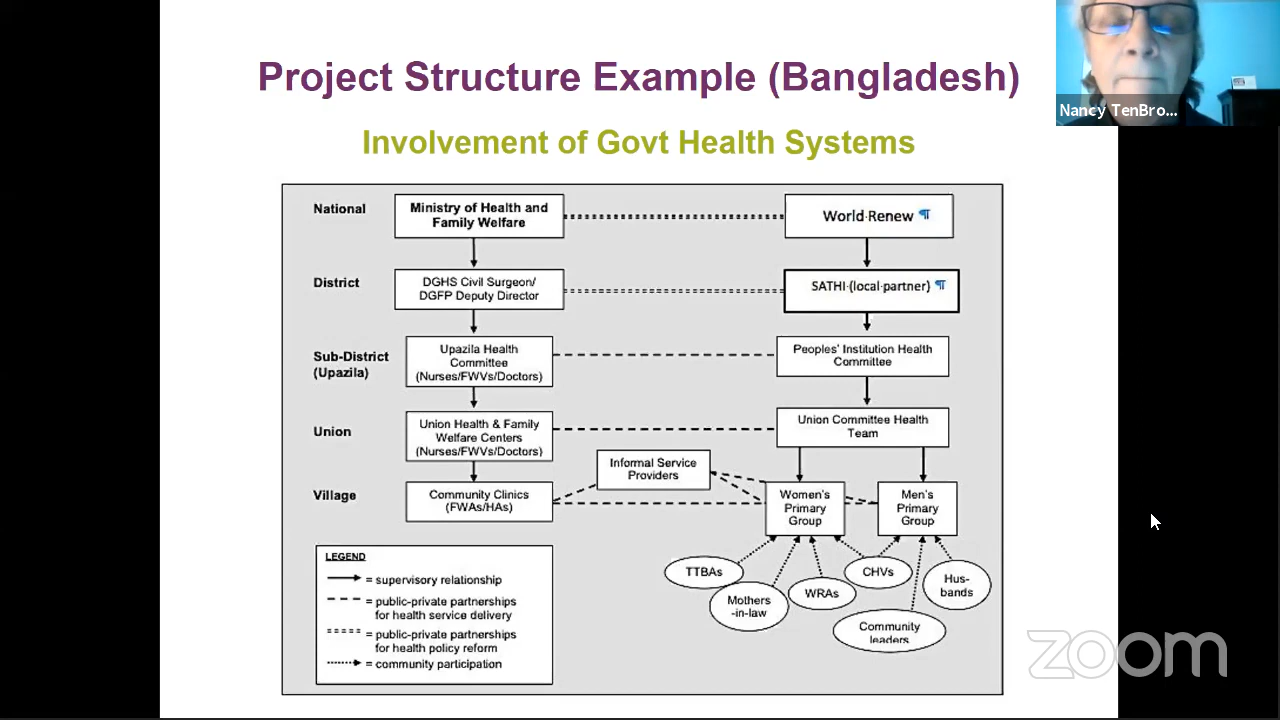 Project Structure Example (Bangladesh)
Nancy TenBro...
Involvement of Govt Health Systems
National
Ministry of Health and
Family Welfare
World·Renew ¶
District
DGHS Civil Surgeon/
DGFP Deputy Director
SATHI·(local·partner) ¶
Sub-District
(Upazila)
Upazila Health
Committee
(Nurses/FWVs/Doctors)
Peoples' Institution Health
Committee
Union
Union Health & Family
Welfare Centers
(Nurses/FWVs/Doctors)
Union Committee Health
Team
Informal Service
Providers
Village
Community Clinics
(FWAs/HAs)
Women's
Primary
Group
Men's
Primary
Group
TTBAs
Mothers
-in-law
WRAs
CHVs
Hus-
bands
Community
leaders
LEGEND
= supervisory relationship
= public-private partnerships
for health service delivery
= public-private partnerships
for health policy reform
= community participation
zoom